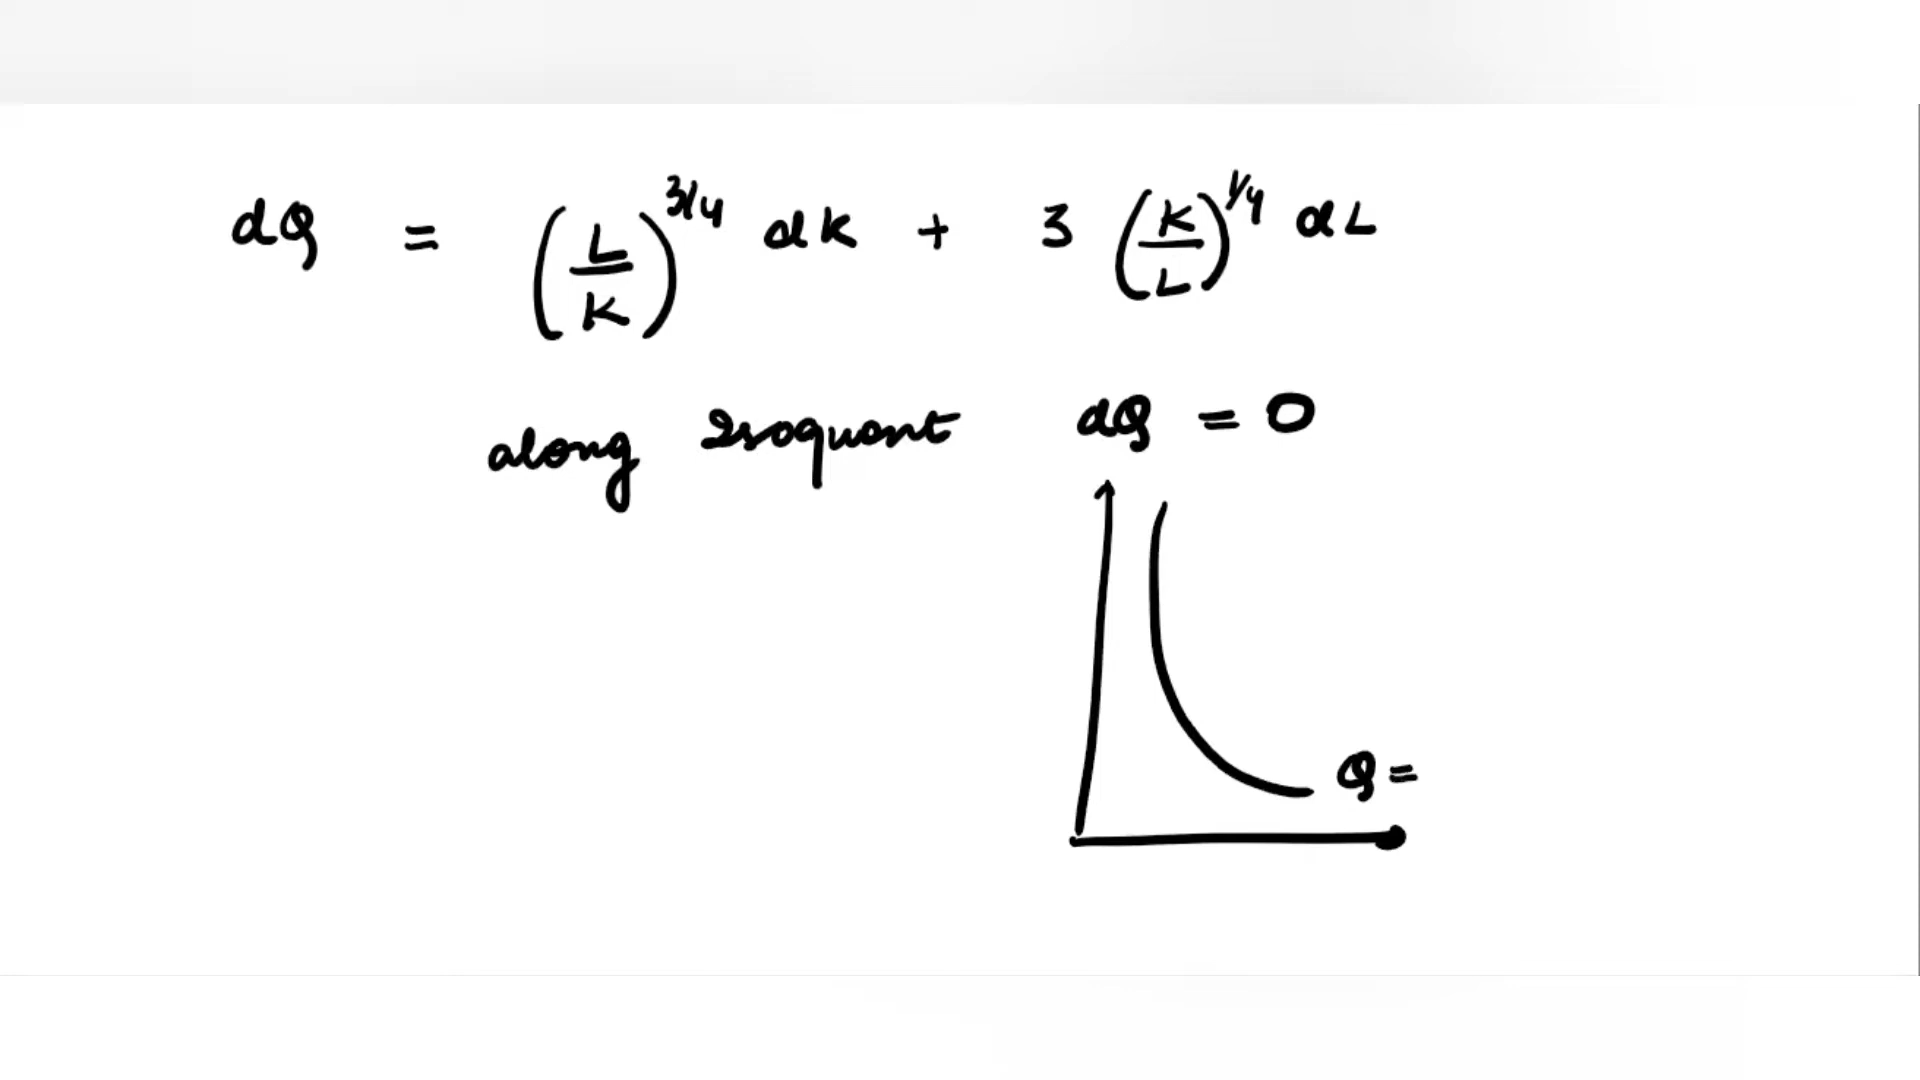 dQ = (L/K)^3/4 dK + 3 (K/L)^1/4 dL
along Isoquant dQ = 0
Q =